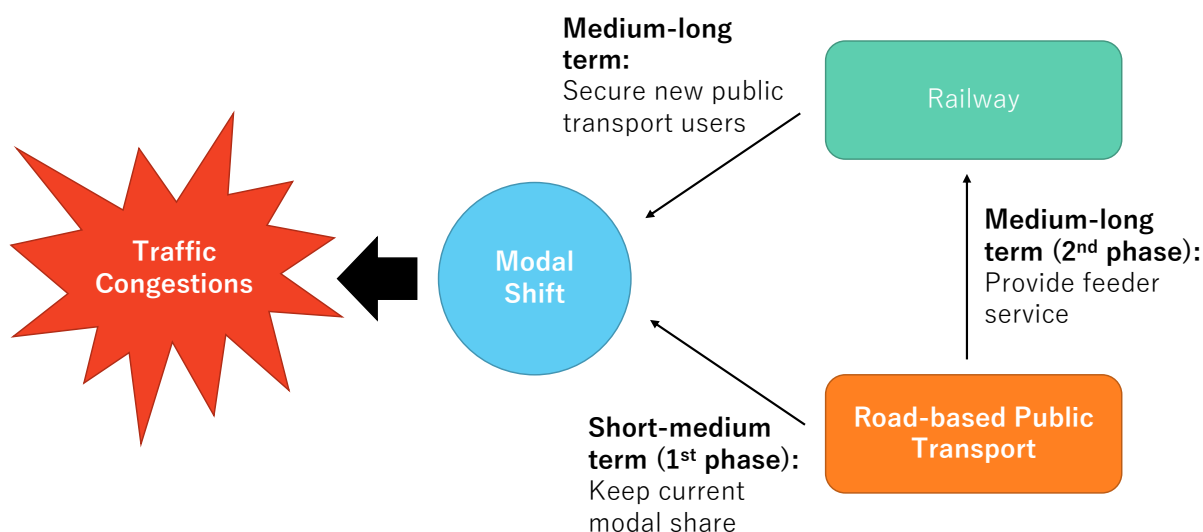 Medium-long
term:
Secure new public
transport users
Railway
Traffic
Congestions
Modal
Shift
Medium-long
term (2nd phase):
Provide feeder
service
Short-medium
term (1st phase):
Keep current
modal share
Road-based Public
Transport